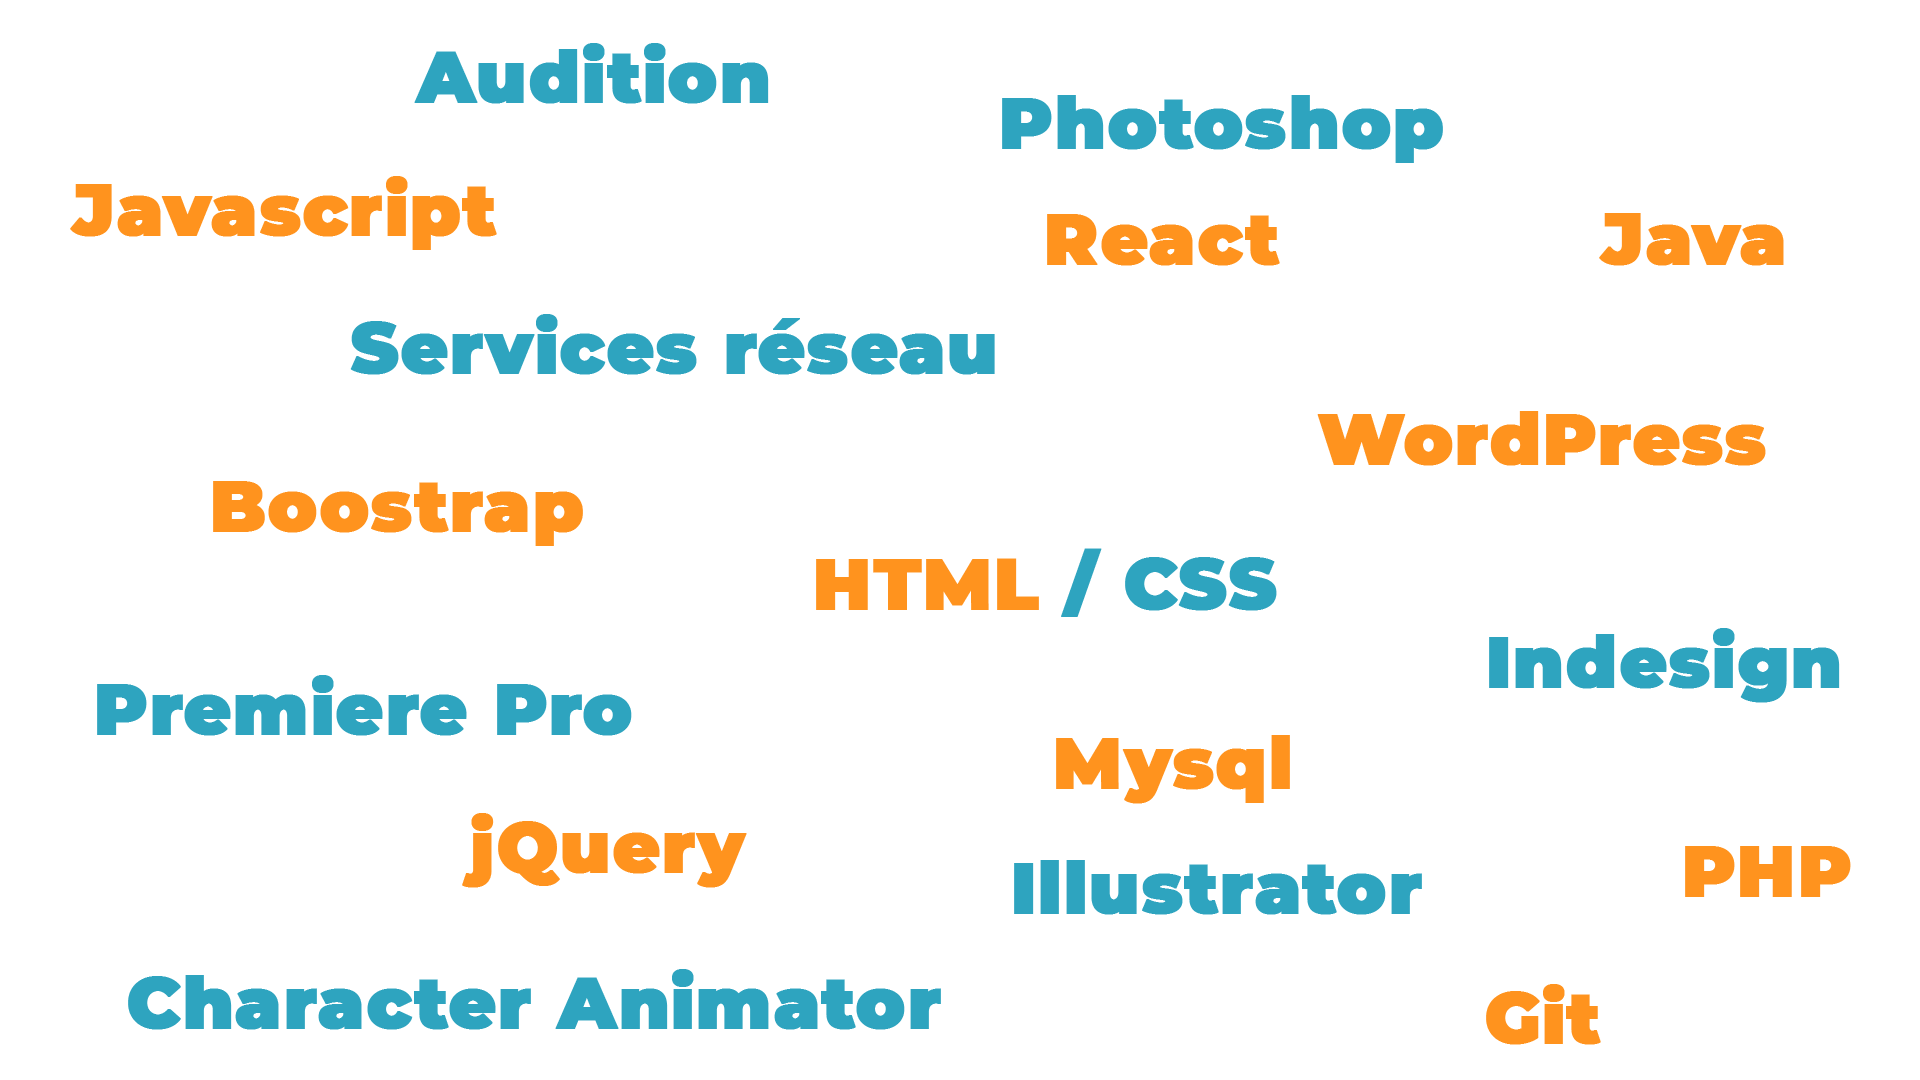 Audition
Photoshop
Javascript
React
Java
Services réseau
WordPress
Boostrap
HTML / CSS
Indesign
Premiere Pro
Mysql
jQuery
Illustrator
PHP
Character Animator
Git